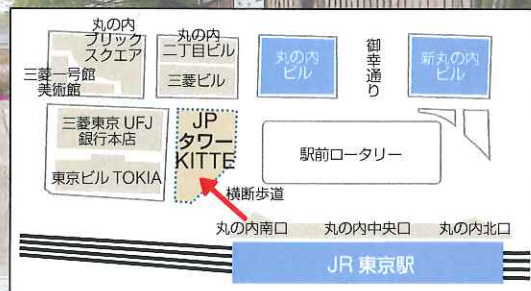 丸の内
ブリック
スクエア
丸の内
二丁目ビル
丸の内
ビル
御幸通り
新丸の内
ビル
三菱一号館
美術館
三菱ビル
三菱東京 UFJ
銀行本店
JP
タワー
KITTE
駅前ロータリー
東京ビル TOKIA
横断歩道
丸の内南口
丸の内中央口
丸の内北口
JR 東京駅